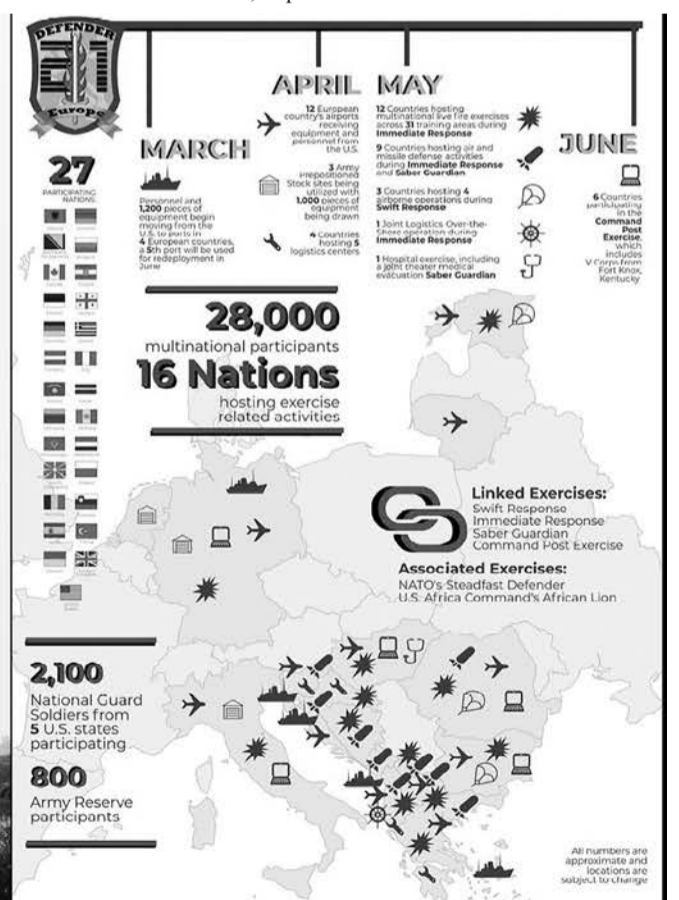 DEFENDER
Europe
MARCH
Personnel and
1,200 pieces of
equipment begin
moving from the
U.S. to ports in
4 European countries,
a 5th port will be used
for redeployment in
June
APRIL
12 European
country's airports
receiving
equipment and
personnel from
the U.S.
3 Army
Prepositioned
Stock sites being
utilized with
1,000 pieces of
equipment
being drawn
4 Countries
hosting 5
logistics centers
MAY
12 Countries hosting
multinational live fire exercises
across 31 training areas during
Immediate Response
9 Countries hosting air and
missile defense activities
during Immediate Response
and Saber Guardian
3 Countries hosting 4
airborne operations during
Swift Response
1 Joint Logistics Over-the-
Shore operation during
Immediate Response
1 Hospital exercise, including
a joint theater medical
evacuation Saber Guardian
JUNE
6 Countries
participating
in the
Command
Post
Exercise,
which
includes
V Corps from
Fort Knox,
Kentucky
27
PARTICIPATING
NATIONS
28,000
multinational participants
16 Nations
hosting exercise
related activities
Linked Exercises:
Swift Response
Immediate Response
Saber Guardian
Command Post Exercise
Associated Exercises:
NATO's Steadfast Defender
U.S. Africa Command's African Lion
2,100
National Guard
Soldiers from
5 U.S. states
participating
800
Army Reserve
participants
All numbers are
approximate and
locations are
subject to change